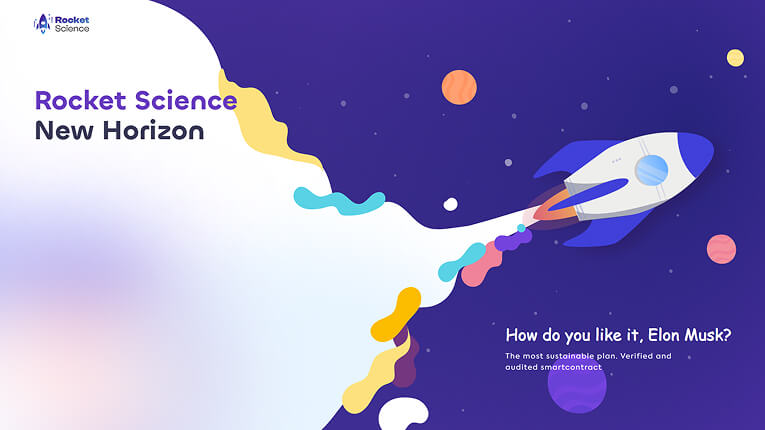 Rocket
Science
Rocket Science
New Horizon
How do you like it, Elon Musk?
The most sustainable plan. Verified and
audited smartcontract